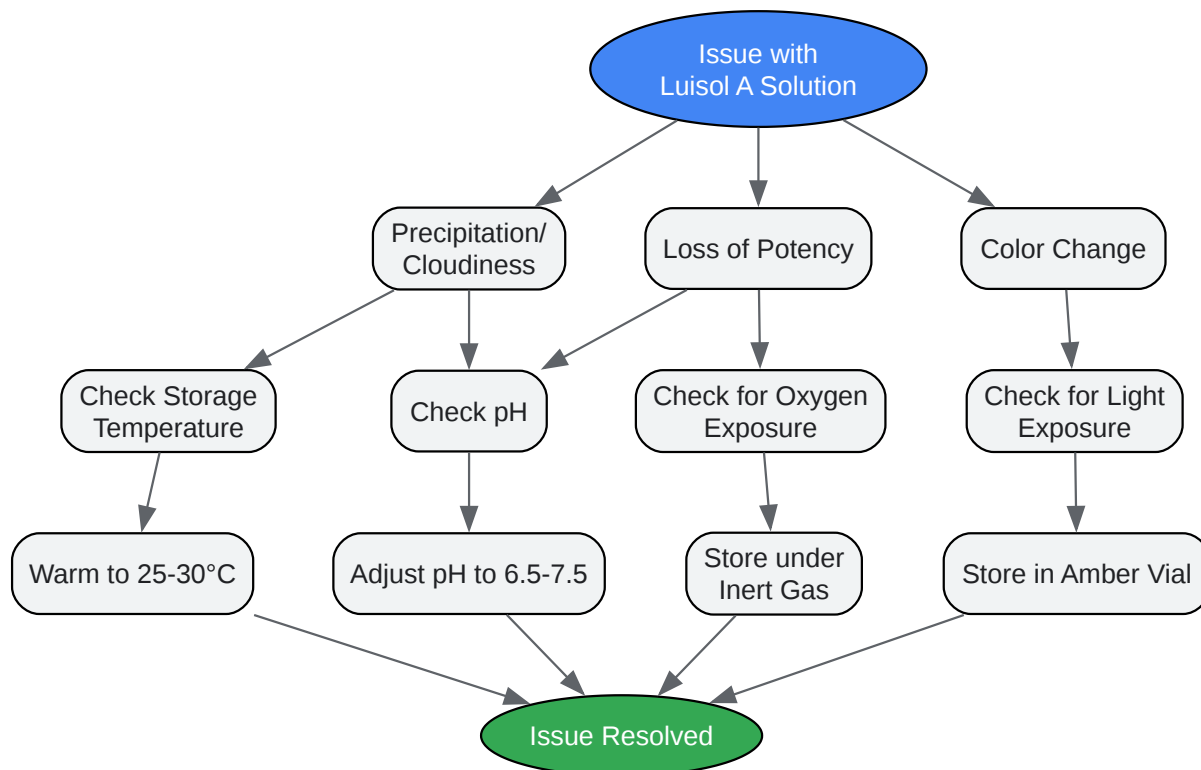 Issue with
Luisol A Solution
Precipitation/
Cloudiness
Loss of Potency
Color Change
Check Storage
Temperature
Check pH
Check for Oxygen
Exposure
Check for Light
Exposure
Warm to 25-30°C
Adjust pH to 6.5-7.5
Store under
Inert Gas
Store in Amber Vial
Issue Resolved